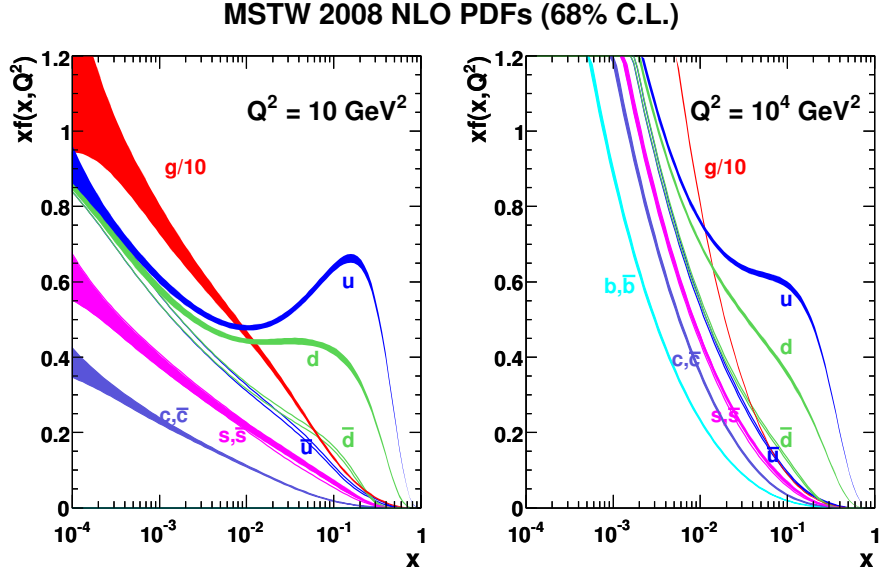 MSTW 2008 NLO PDFs (68% C.L.)
xf(x,Q²)
1.2
1
0.8
0.6
0.4
0.2
0
Q² = 10 GeV²
g/10
u
d
c,c̄
s,s̄
ū
d̄
10⁻⁴
10⁻³
10⁻²
10⁻¹
1
x
xf(x,Q²)
1.2
1
0.8
0.6
0.4
0.2
0
Q² = 10⁴ GeV²
g/10
b,b̄
u
d
c,c̄
s,s̄
d̄
ū
10⁻⁴
10⁻³
10⁻²
10⁻¹
1
x